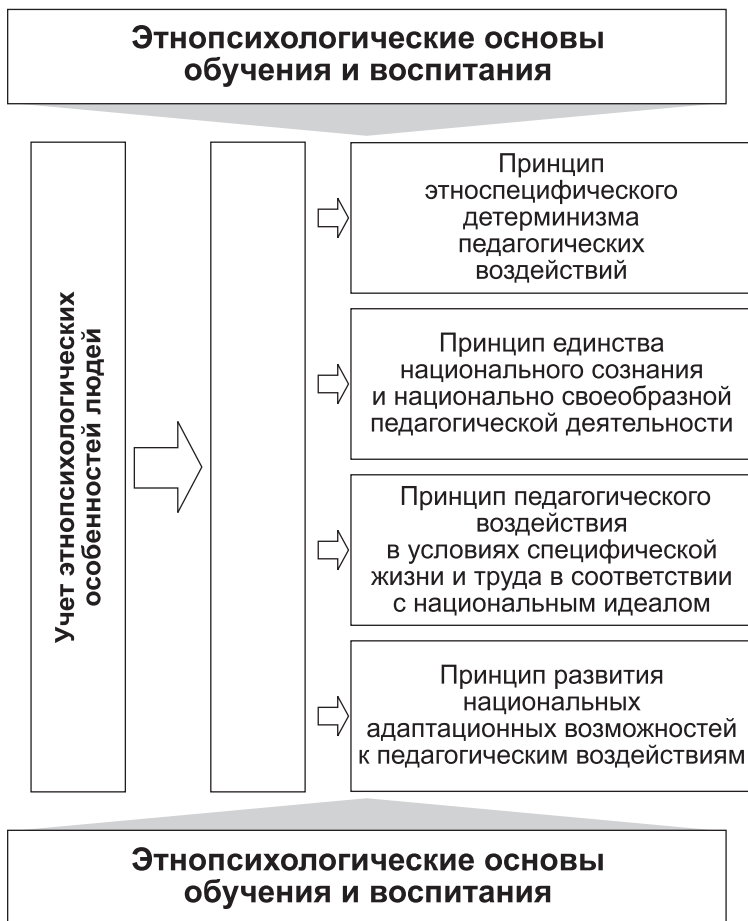 Этнопсихологические основы
обучения и воспитания
Учет этнопсихологических
особенностей людей
Принцип
этноспецифического
детерминизма
педагогических
воздействий
Принцип единства
национального сознания
и национально своеобразной
педагогической деятельности
Принцип педагогического
воздействия
в условиях специфической
жизни и труда в соответствии
с национальным идеалом
Принцип развития
национальных
адаптационных возможностей
к педагогическим воздействиям
Этнопсихологические основы
обучения и воспитания